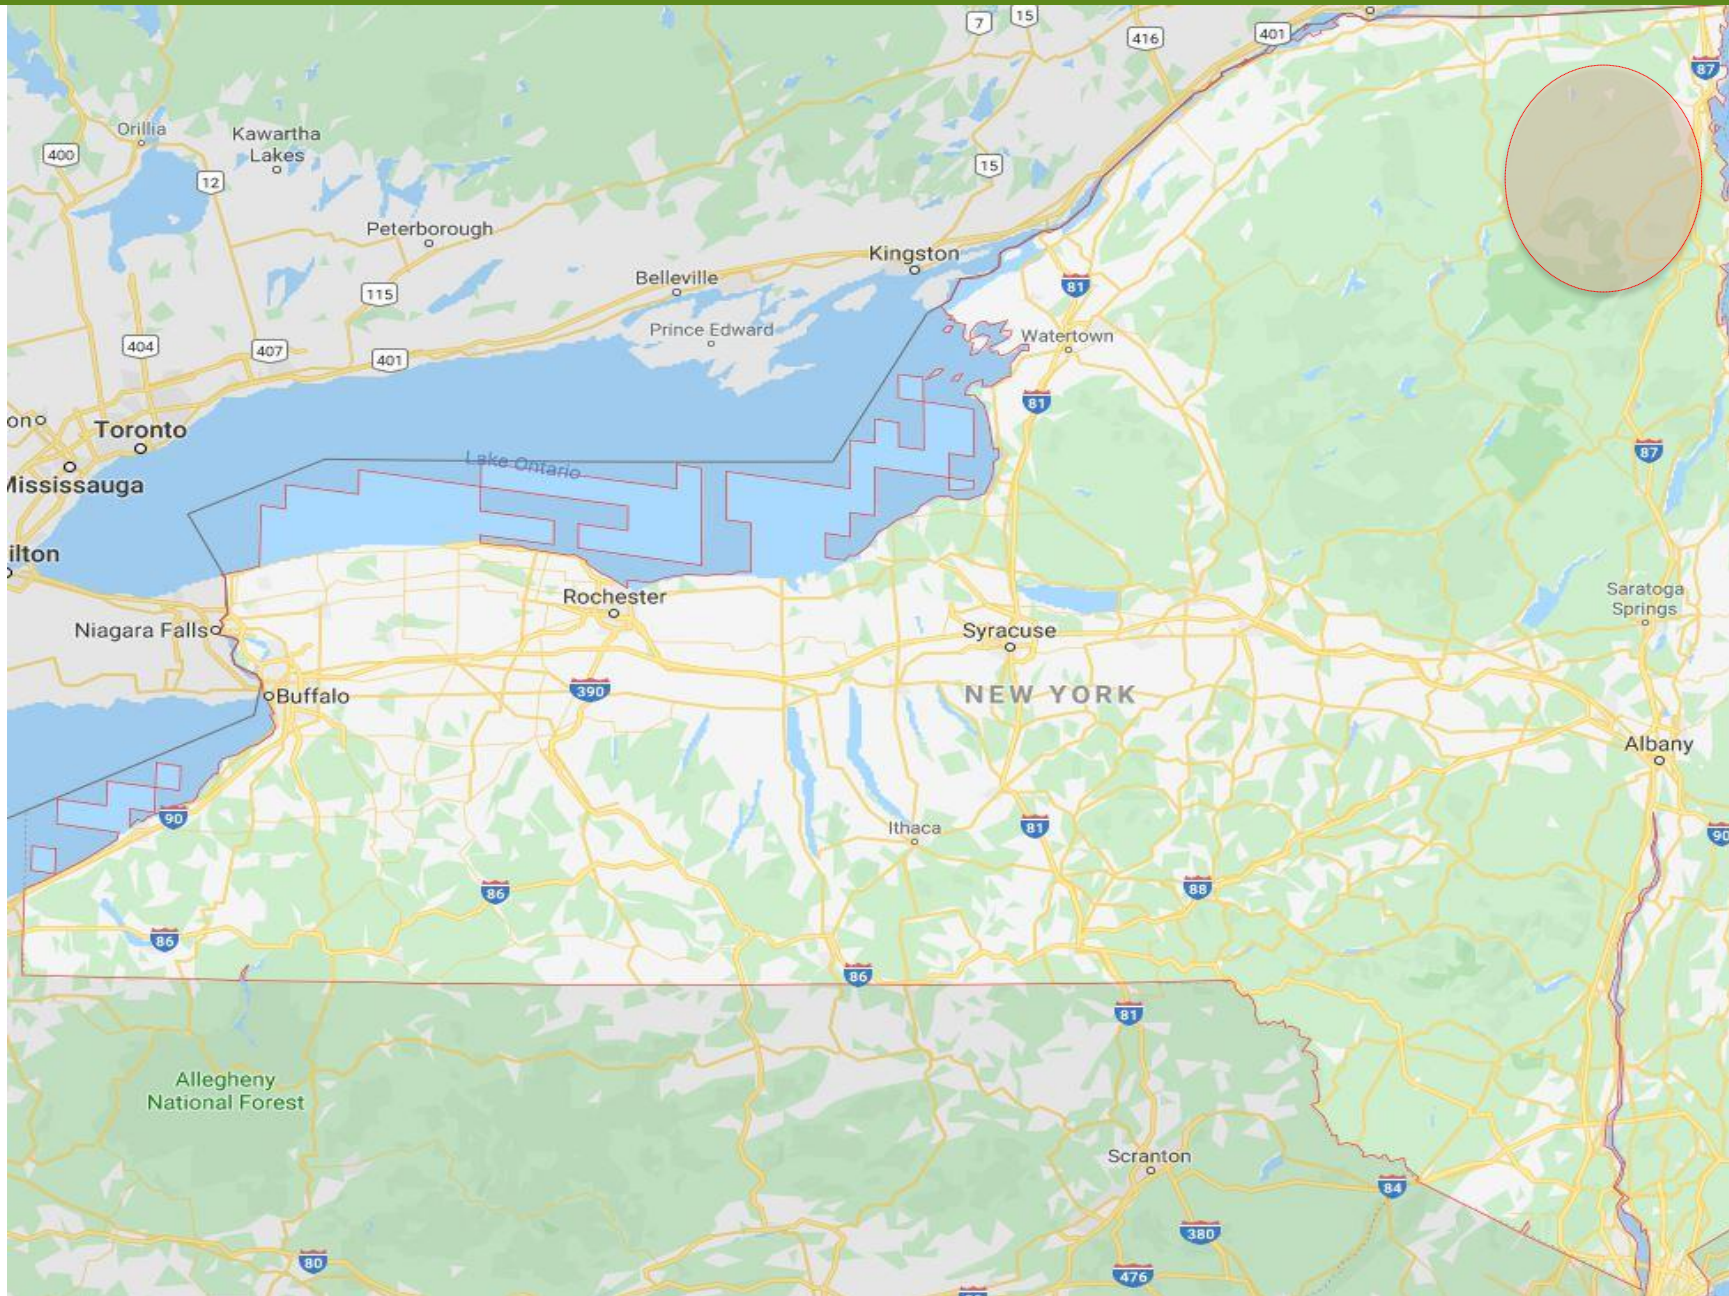 7
15
416
401
87
Orillia
Kawartha
Lakes
400
12
15
Peterborough
Kingston
Belleville
115
81
Prince Edward
Watertown
404
407
401
81
on
Toronto
Lake Ontario
87
Mississauga
ilton
Rochester
Saratoga
Springs
Niagara Falls
Syracuse
390
Buffalo
NEW YORK
Albany
90
Ithaca
81
90
86
88
86
86
81
Allegheny
National Forest
Scranton
84
380
80
476